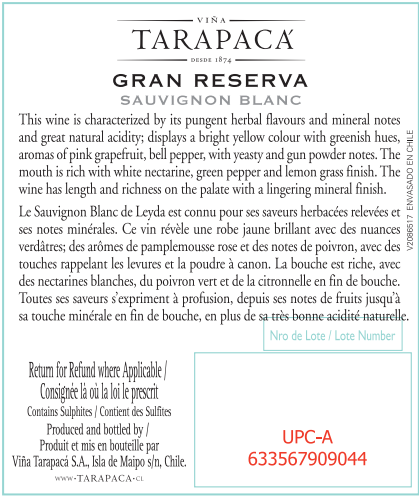 VIÑA
TARAPACÁ
DESDE 1874
GRAN RESERVA
SAUVIGNON BLANC
This wine is characterized by its pungent herbal flavours and mineral notes
and great natural acidity; displays a bright yellow colour with greenish hues,
aromas of pink grapefruit, bell pepper, with yeasty and gun powder notes. The
mouth is rich with white nectarine, green pepper and lemon grass finish. The
wine has length and richness on the palate with a lingering mineral finish.
Le Sauvignon Blanc de Leyda est connu pour ses saveurs herbacées relevées et
ses notes minérales. Ce vin révèle une robe jaune brillant avec des nuances
verdâtres; des arômes de pamplemousse rose et des notes de poivron, avec des
touches rappelant les levures et la poudre à canon. La bouche est riche, avec
des nectarines blanches, du poivron vert et de la citronnelle en fin de bouche.
Toutes ses saveurs s'expriment à profusion, depuis ses notes de fruits jusqu'à
sa touche minérale en fin de bouche, en plus de sa très bonne acidité naturelle.
V2086517 ENVASADO EN CHILE
Nro de Lote / Lote Number
Return for Refund where Applicable /
Consignée là où la loi le prescrit
Contains Sulphites / Contient des Sulfites
Produced and bottled by /
Produit et mis en bouteille par
Viña Tarapacá S.A., Isla de Maipo s/n, Chile.
WWW·TARAPACA·CL
UPC-A
633567909044